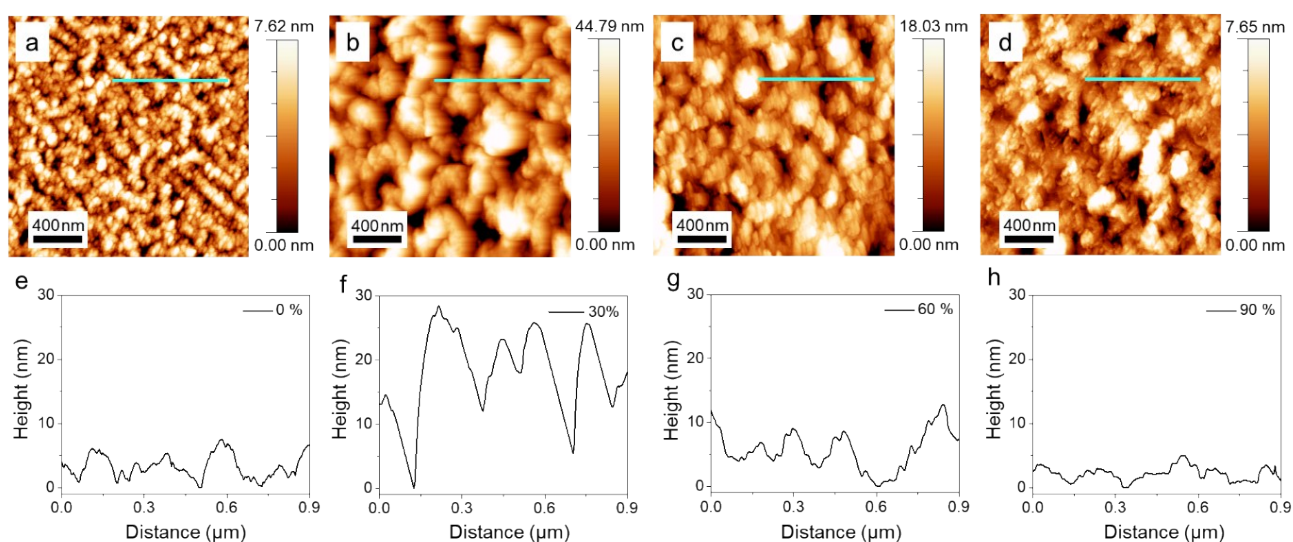 a
7.62 nm
0.00 nm
400nm
b
44.79 nm
0.00 nm
400nm
c
18.03 nm
0.00 nm
400nm
d
7.65 nm
0.00 nm
400nm
e
0 %
30
20
10
0
Height (nm)
0.0 0.3 0.6 0.9
Distance (µm)
f
30%
30
20
10
0
Height (nm)
0.0 0.3 0.6 0.9
Distance (µm)
g
60 %
30
20
10
0
Height (nm)
0.0 0.3 0.6 0.9
Distance (µm)
h
90 %
30
20
10
0
Height (nm)
0.0 0.3 0.6 0.9
Distance (µm)